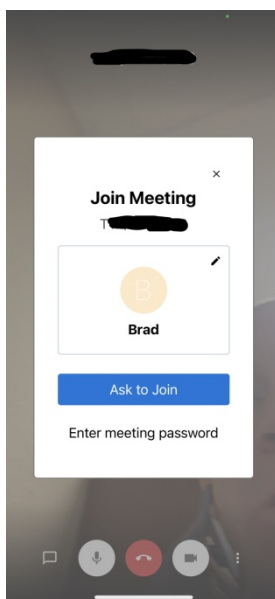 Join Meeting
T
B
Brad
Ask to Join
Enter meeting password